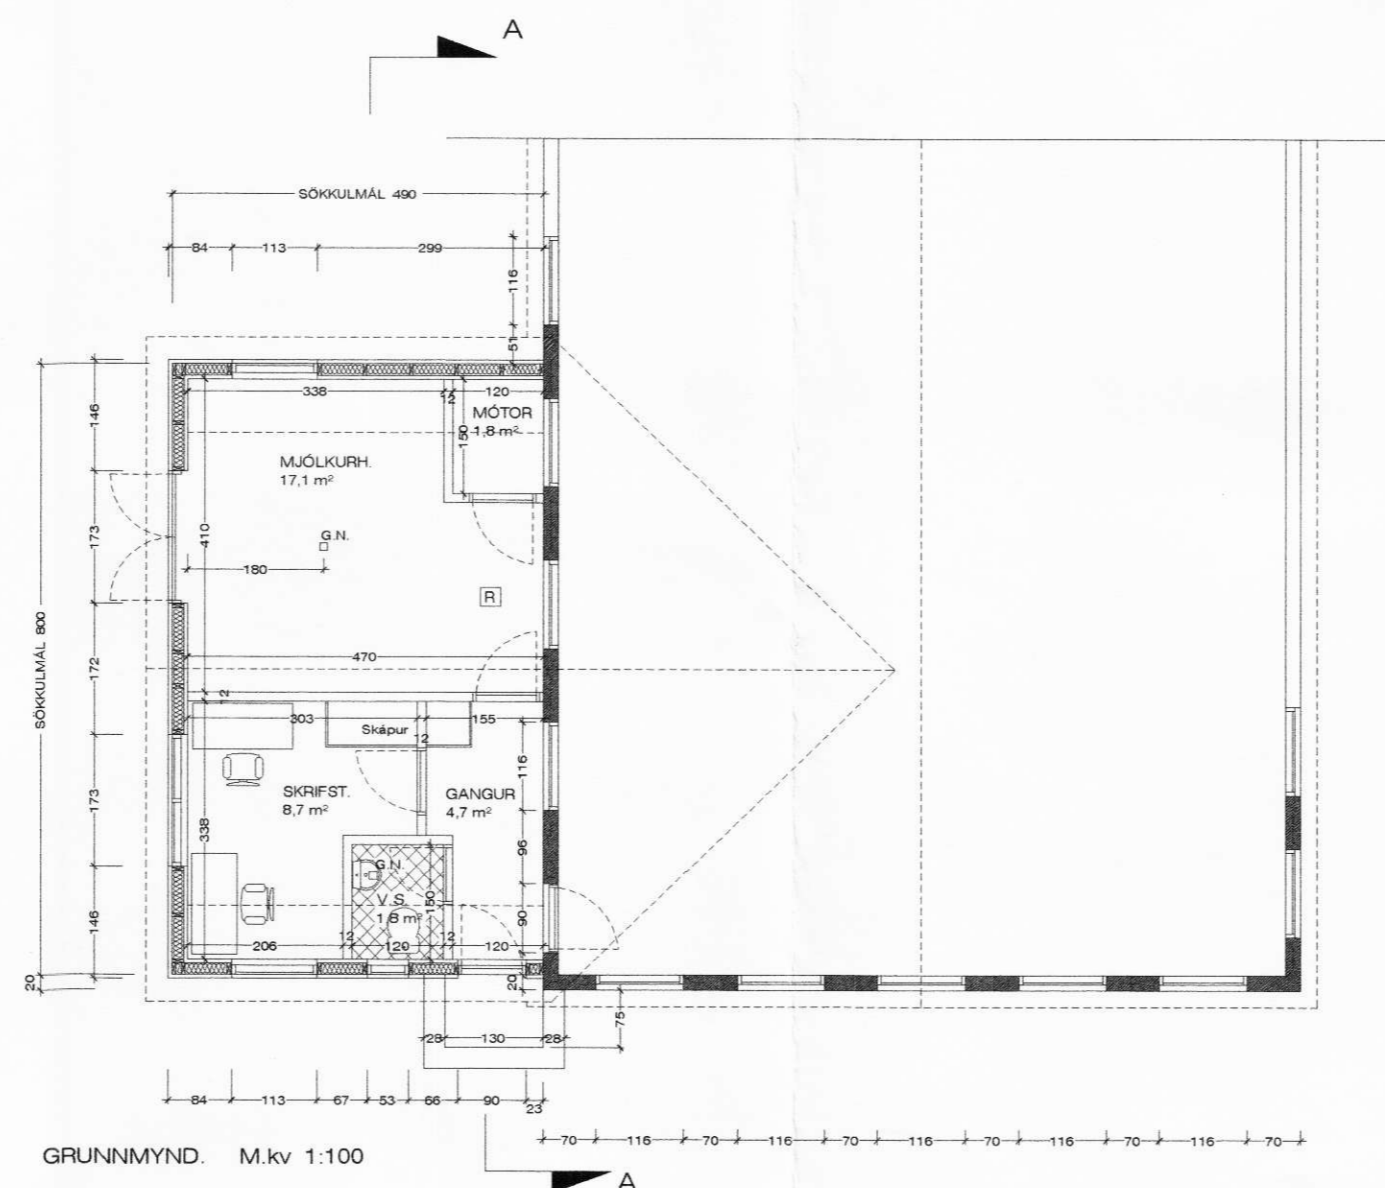 A
SÖKKULMÁL 490
84 113 299
116
51
338 12 120
MÓTOR
1,8 m²
150
MJÓLKURH.
17,1 m²
G.N.
180
410
R
470
146
173
172
173
146
SÖKKULMÁL 800
20
12
303 155
Skápur
12
116
SKRIFST.
8,7 m²
GANGUR
4,7 m²
338
96
G.N.
V.S.
1,8 m²
150
90
206 12 120 12 120
20
75
28 130 28
84 113 67 53 66 90 23
70 116 70 116 70 116 70 116 70 116 70
GRUNNMYND. M.kv 1:100
A